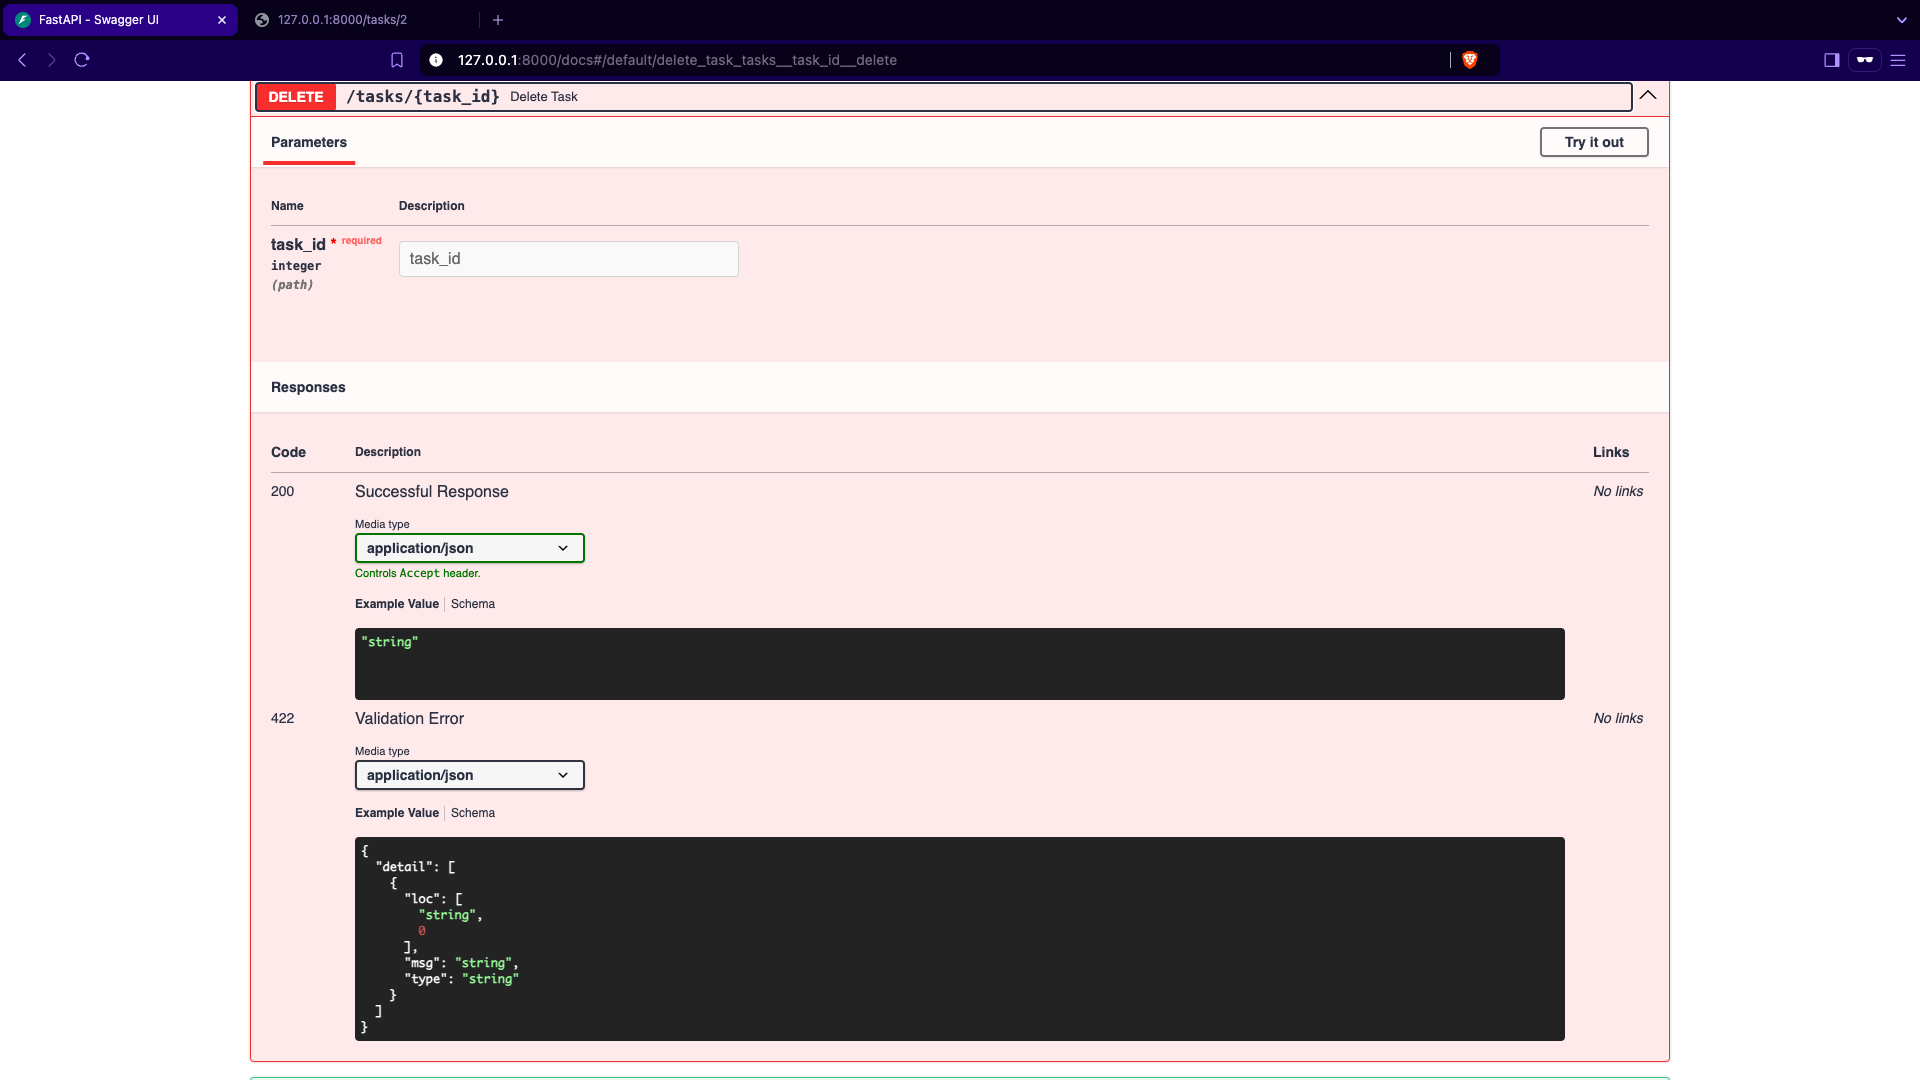 FastAPI - Swagger UI
127.0.0.1:8000/tasks/2
127.0.0.1:8000/docs#/default/delete_task_tasks__task_id__delete
DELETE /tasks/{task_id} Delete Task
Parameters
Try it out
Name Description
task_id * required
integer
(path)
task_id
Responses
Code Description Links
200 Successful Response No links
Media type
application/json
Controls Accept header.
Example Value Schema
"string"
422 Validation Error No links
Media type
application/json
Example Value Schema
{
"detail": [
{
"loc": [
"string",
0
],
"msg": "string",
"type": "string"
}
]
}